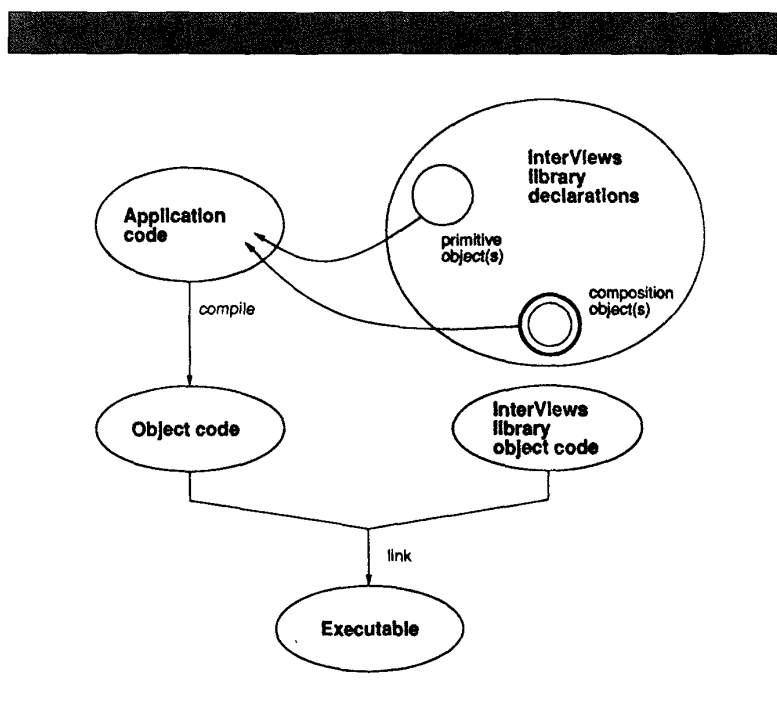 InterViews
library
declarations
Application
code
primitive
object(s)
composition
object(s)
compile
Object code
InterViews
library
object code
link
Executable